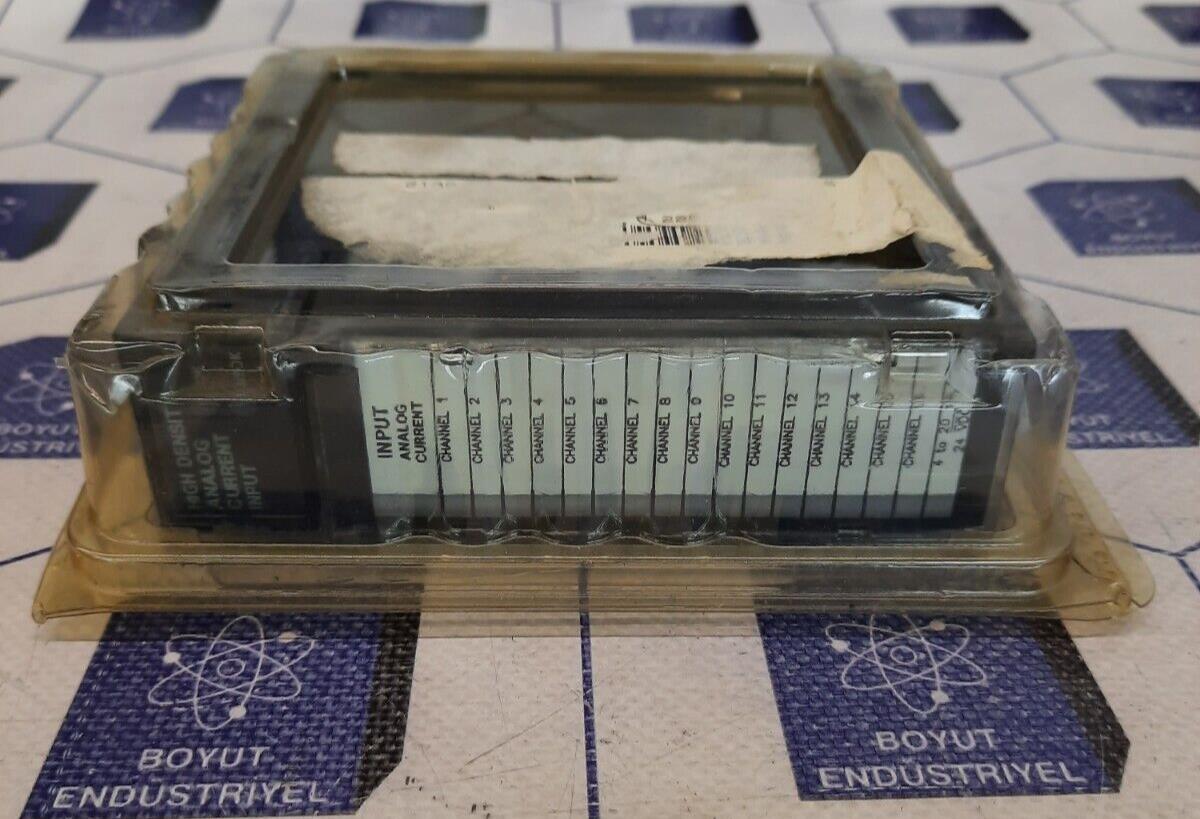 HIGH DENSIT
ANALOG
CURRENT
INPUT
INPUT
ANALOG
CURRENT
CHANNEL 1
CHANNEL 2
CHANNEL 3
CHANNEL 4
CHANNEL 5
CHANNEL 6
CHANNEL 7
CHANNEL 8
CHANNEL 9
CHANNEL 10
CHANNEL 11
CHANNEL 12
CHANNEL 13
CHANNEL 14
CHANNEL
CHANNEL
4 to 20
24 VDC
BOYUT
ENDUSTRIYEL
BOYUT
ENDUSTRIYEL
ENDUSTRIYEL